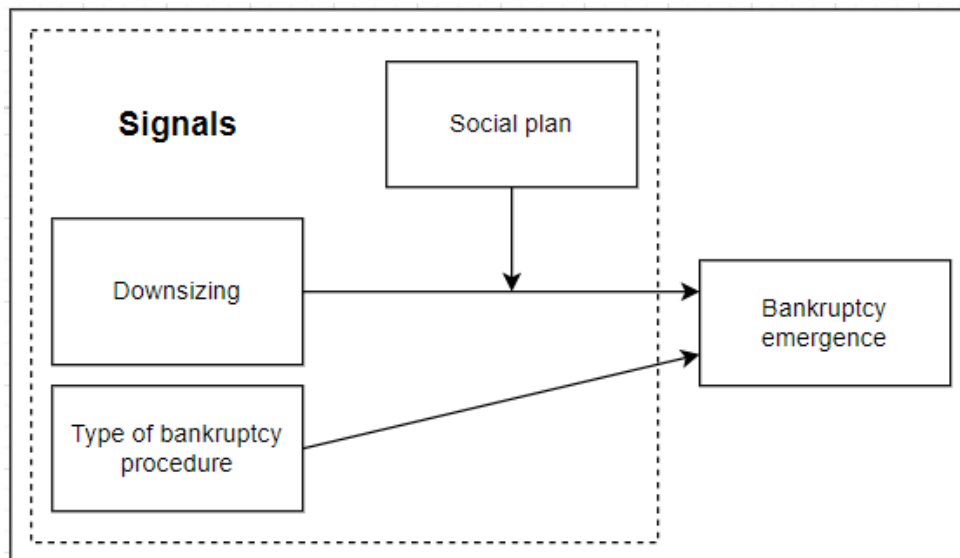 Signals
Social plan
Downsizing
Bankruptcy
emergence
Type of bankruptcy
procedure